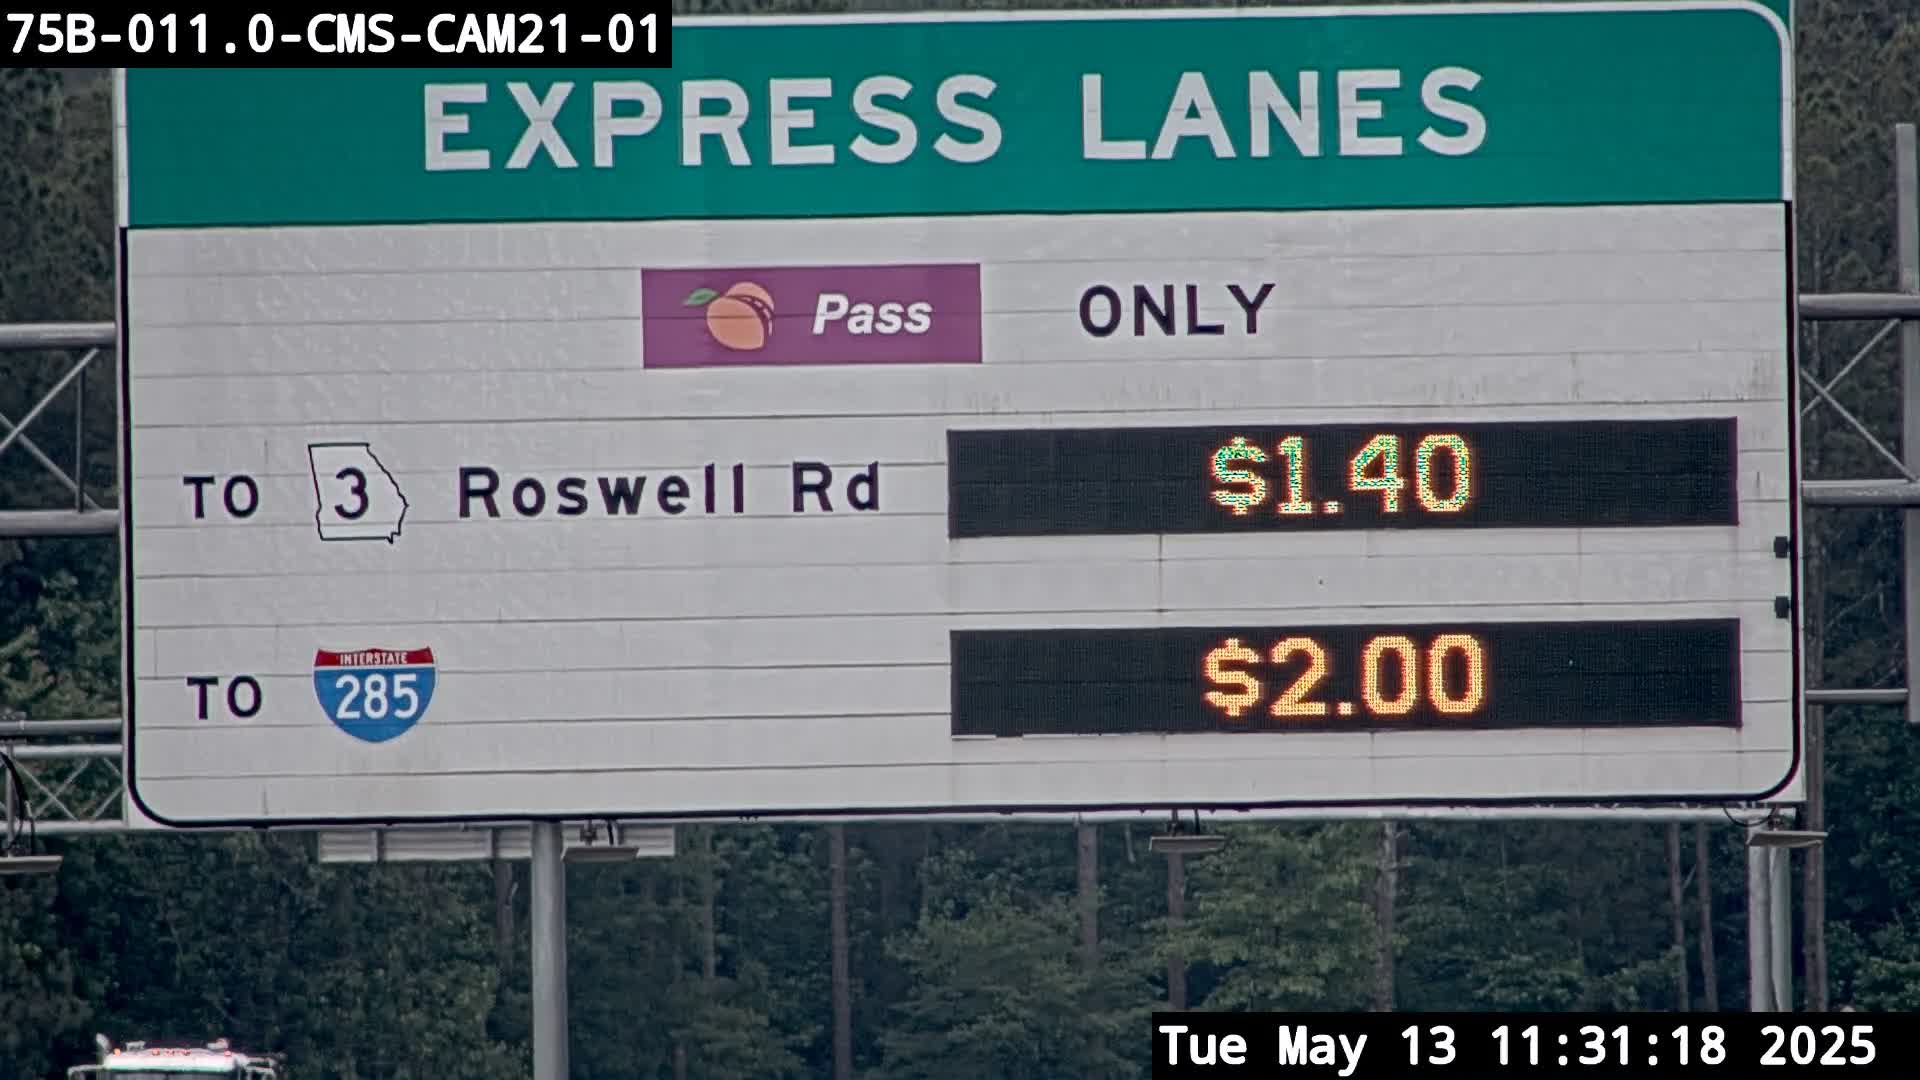 75B-011.0-CMS-CAM21-01
EXPRESS LANES
Pass ONLY
TO 3 Roswell Rd $1.40
TO INTERSTATE 285 $2.00
Tue May 13 11:31:18 2025